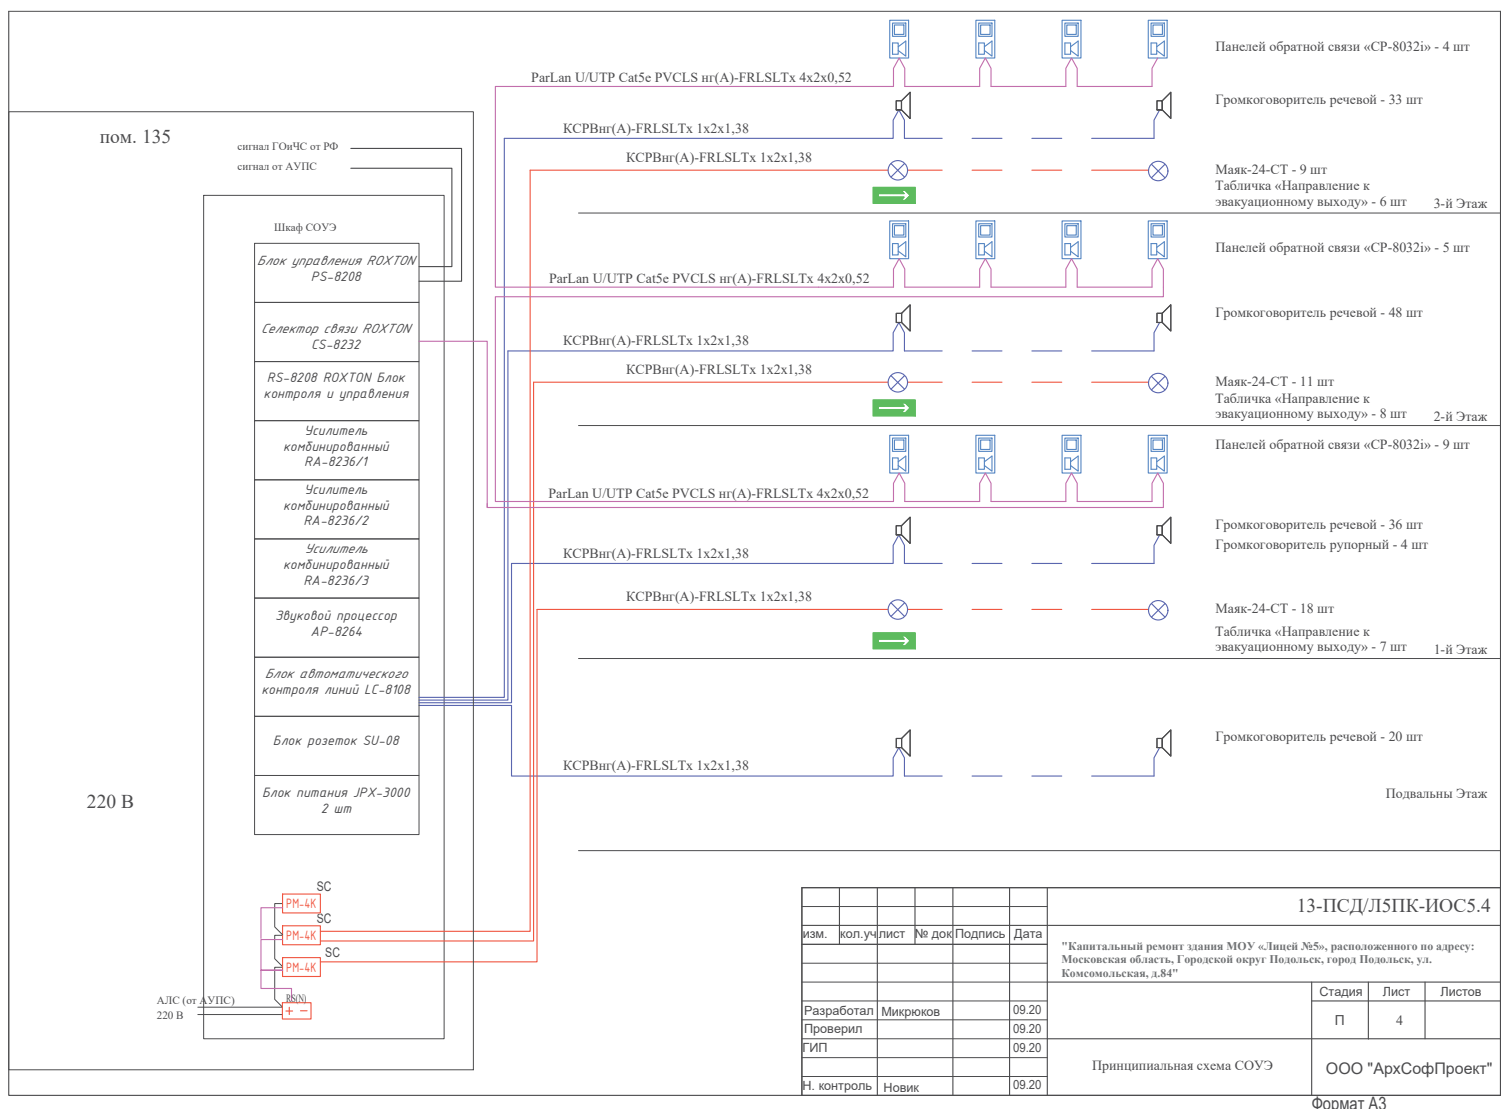 Панелей обратной связи «CP-8032i» - 4 шт
ParLan U/UTP Cat5e PVCLS нг(A)-FRLSLTx 4x2x0,52
Громкоговоритель речевой - 33 шт
КСРВнг(А)-FRLSLTx 1x2x1,38
КСРВнг(А)-FRLSLTx 1x2x1,38
Маяк-24-СТ - 9 шт
Табличка «Направление к
эвакуационному выходу» - 6 шт
3-й Этаж
пом. 135
сигнал ГОиЧС от РФ
сигнал от АУПС
Шкаф СОУЭ
Блок управления ROXTON
PS-8208
Селектор связи ROXTON
CS-8232
RS-8208 ROXTON Блок
контроля и управления
Усилитель
комбинированный
RA-8236/1
Усилитель
комбинированный
RA-8236/2
Усилитель
комбинированный
RA-8236/3
Звуковой процессор
AP-8264
Блок автоматического
контроля линий LC-8108
Блок розеток SU-08
Блок питания JPX-3000
2 шт
220 В
SC
РМ-4К
SC
РМ-4К
SC
РМ-4К
RS(N)
+ −
АЛС (от АУПС)
220 В
Панелей обратной связи «CP-8032i» - 5 шт
ParLan U/UTP Cat5e PVCLS нг(A)-FRLSLTx 4x2x0,52
Громкоговоритель речевой - 48 шт
КСРВнг(А)-FRLSLTx 1x2x1,38
КСРВнг(А)-FRLSLTx 1x2x1,38
Маяк-24-СТ - 11 шт
Табличка «Направление к
эвакуационному выходу» - 8 шт
2-й Этаж
Панелей обратной связи «CP-8032i» - 9 шт
ParLan U/UTP Cat5e PVCLS нг(A)-FRLSLTx 4x2x0,52
Громкоговоритель речевой - 36 шт
Громкоговоритель рупорный - 4 шт
КСРВнг(А)-FRLSLTx 1x2x1,38
КСРВнг(А)-FRLSLTx 1x2x1,38
Маяк-24-СТ - 18 шт
Табличка «Направление к
эвакуационному выходу» - 7 шт
1-й Этаж
Громкоговоритель речевой - 20 шт
КСРВнг(А)-FRLSLTx 1x2x1,38
Подвальны Этаж
13-ПСД/Л5ПК-ИОС5.4
изм. кол.уч лист № док Подпись Дата
"Капитальный ремонт здания МОУ «Лицей №5», расположенного по адресу:
Московская область, Городской округ Подольск, город Подольск, ул.
Комсомольская, д.84"
Стадия Лист Листов
П 4
Разработал Микрюков 09.20
Проверил 09.20
ГИП 09.20
Н. контроль Новик 09.20
Принципиальная схема СОУЭ
ООО "АрхСофПроект"
Формат А3